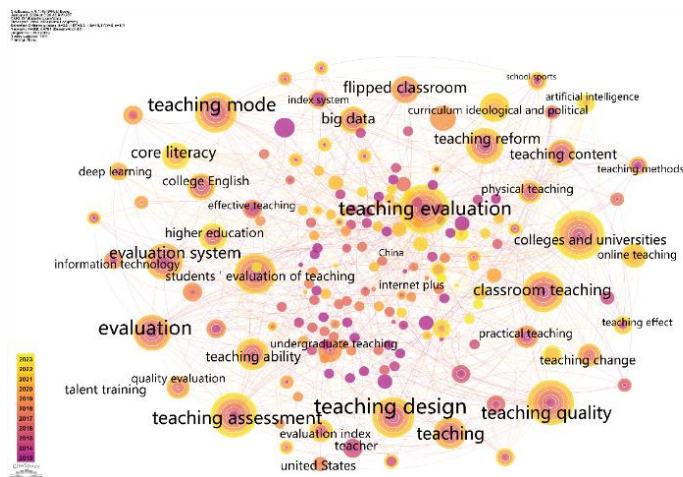 school sports
teaching mode
index system
flipped classroom
artificial intelligence
big data
curriculum ideological and political
core literacy
teaching reform
teaching content
deep learning
college English
teaching methods
effective teaching
teaching evaluation
physical teaching
higher education
colleges and universities
evaluation system
China
online teaching
information technology
students ' evaluation of teaching
internet plus
classroom teaching
evaluation
teaching effect
undergraduate teaching
practical teaching
teaching ability
teaching change
quality evaluation
talent training
teaching design
teaching quality
teaching assessment
evaluation index
teaching
teacher
united States
2023
2022
2021
2020
2019
2018
2017
2016
2015
2014
2013
CiteSpace